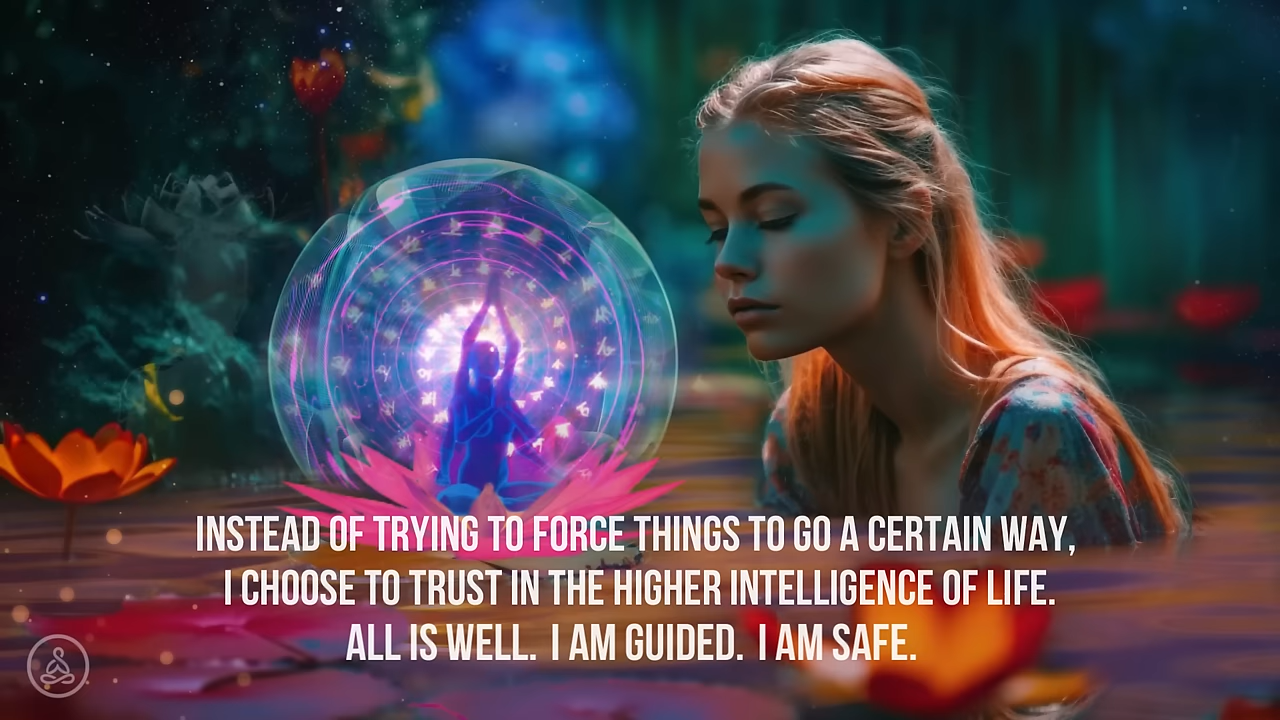 INSTEAD OF TRYING TO FORCE THINGS TO GO A CERTAIN WAY,
I CHOOSE TO TRUST IN THE HIGHER INTELLIGENCE OF LIFE.
ALL IS WELL. I AM GUIDED. I AM SAFE.